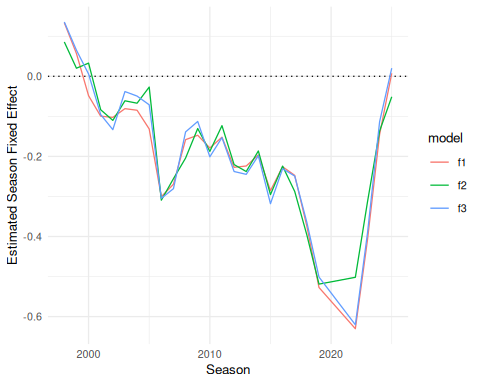 0.0
-0.2
-0.4
-0.6
2000
2010
2020
Season
Estimated Season Fixed Effect
model
f1
f2
f3